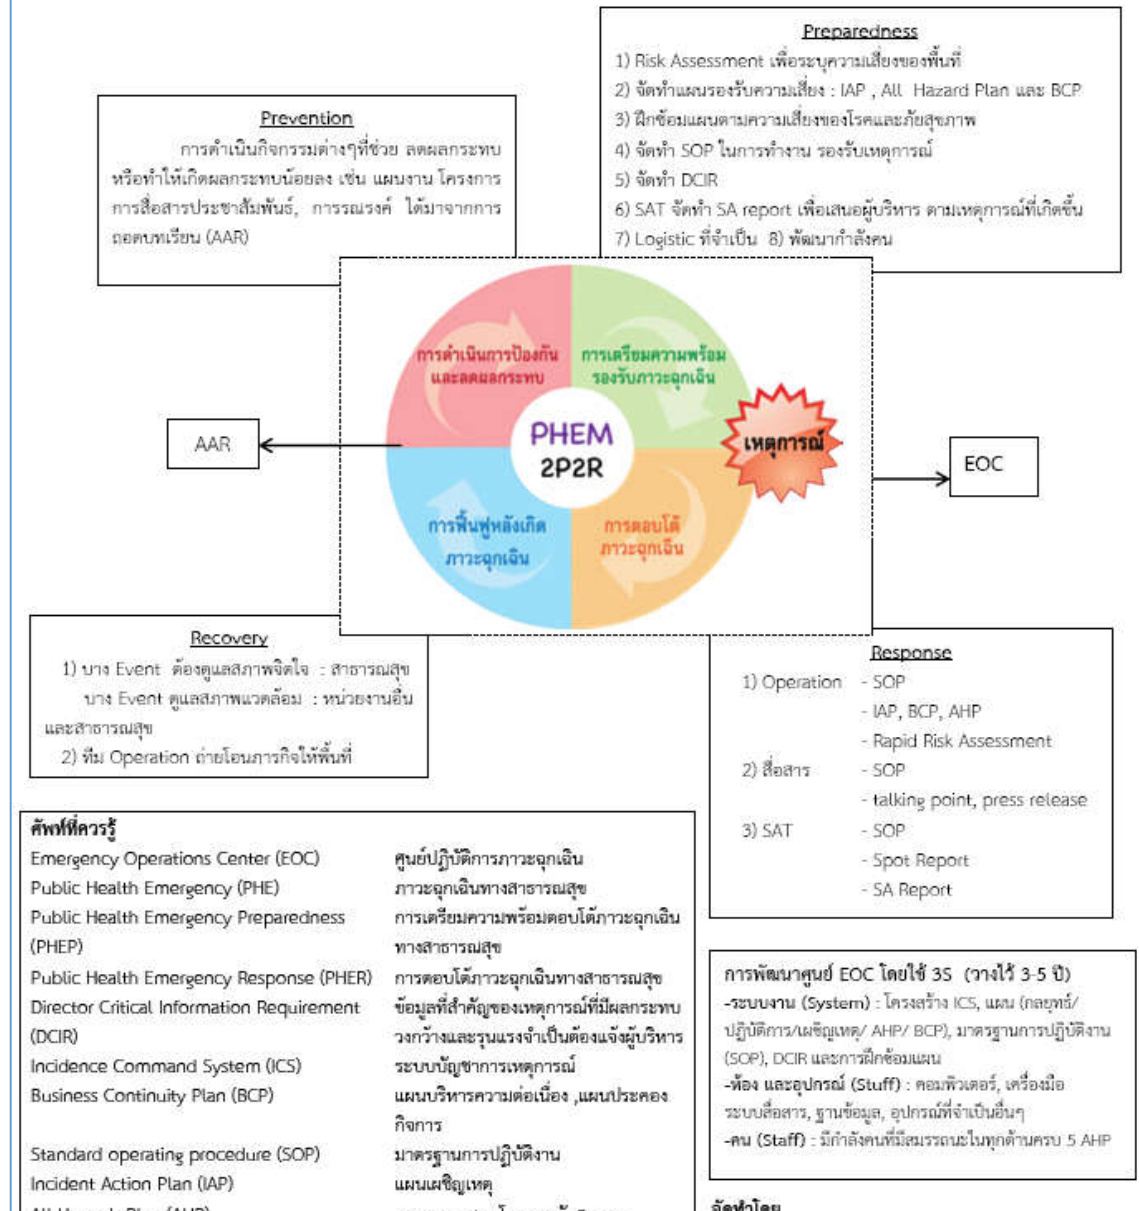 Preparedness
1) Risk Assessment เพื่อระบุความเสี่ยงของพื้นที่
2) จัดทำแผนรองรับความเสี่ยง : IAP , All Hazard Plan และ BCP
3) ฝึกซ้อมแผนตามความเสี่ยงของโรคและภัยสุขภาพ
4) จัดทำ SOP ในการทำงาน รองรับเหตุการณ์
5) จัดทำ DCIR
6) SAT จัดทำ SA report เพื่อเสนอผู้บริหาร ตามเหตุการณ์ที่เกิดขึ้น
7) Logistic ที่จำเป็น 8) พัฒนากำลังคน
Prevention
การดำเนินกิจกรรมต่างๆที่ช่วย ลดผลกระทบ
หรือทำให้เกิดผลกระทบน้อยลง เช่น แผนงาน โครงการ
การสื่อสารประชาสัมพันธ์, การรณรงค์ ได้มาจากการ
ถอดบทเรียน (AAR)
การดำเนินการป้องกัน
และลดผลกระทบ
การเตรียมความพร้อม
รองรับภาวะฉุกเฉิน
PHEM
2P2R
เหตุการณ์
AAR
EOC
การฟื้นฟูหลังเกิด
ภาวะฉุกเฉิน
การตอบโต้
ภาวะฉุกเฉิน
Recovery
1) บาง Event ต้องดูแลสภาพจิตใจ : สาธารณสุข
บาง Event ดูแลสภาพแวดล้อม : หน่วยงานอื่น
และสาธารณสุข
2) ทีม Operation ถ่ายโอนภารกิจให้พื้นที่
Response
1) Operation - SOP
- IAP, BCP, AHP
- Rapid Risk Assessment
2) สื่อสาร - SOP
- talking point, press release
3) SAT - SOP
- Spot Report
- SA Report
ศัพท์ที่ควรรู้
Emergency Operations Center (EOC) ศูนย์ปฏิบัติการภาวะฉุกเฉิน
Public Health Emergency (PHE) ภาวะฉุกเฉินทางสาธารณสุข
Public Health Emergency Preparedness การเตรียมความพร้อมตอบโต้ภาวะฉุกเฉิน
(PHEP) ทางสาธารณสุข
Public Health Emergency Response (PHER) การตอบโต้ภาวะฉุกเฉินทางสาธารณสุข
Director Critical Information Requirement ข้อมูลที่สำคัญของเหตุการณ์ที่มีผลกระทบ
(DCIR) วงกว้างและรุนแรงจำเป็นต้องแจ้งผู้บริหาร
Incidence Command System (ICS) ระบบบัญชาการเหตุการณ์
Business Continuity Plan (BCP) แผนบริหารความต่อเนื่อง ,แผนประคอง
กิจการ
Standard operating procedure (SOP) มาตรฐานการปฏิบัติงาน
Incident Action Plan (IAP) แผนเผชิญเหตุ
การพัฒนาศูนย์ EOC โดยใช้ 3S (วางไว้ 3-5 ปี)
-ระบบงาน (System) : โครงสร้าง ICS, แผน (กลยุทธ์/
ปฏิบัติการ/เผชิญเหตุ/ AHP/ BCP), มาตรฐานการปฏิบัติงาน
(SOP), DCIR และการฝึกซ้อมแผน
-ห้อง และอุปกรณ์ (Stuff) : คอมพิวเตอร์, เครื่องมือ
ระบบสื่อสาร, ฐานข้อมูล, อุปกรณ์ที่จำเป็นอื่นๆ
-คน (Staff) : มีกำลังคนที่มีสมรรถนะในทุกด้านครบ 5 AHP
จัดทำโดย